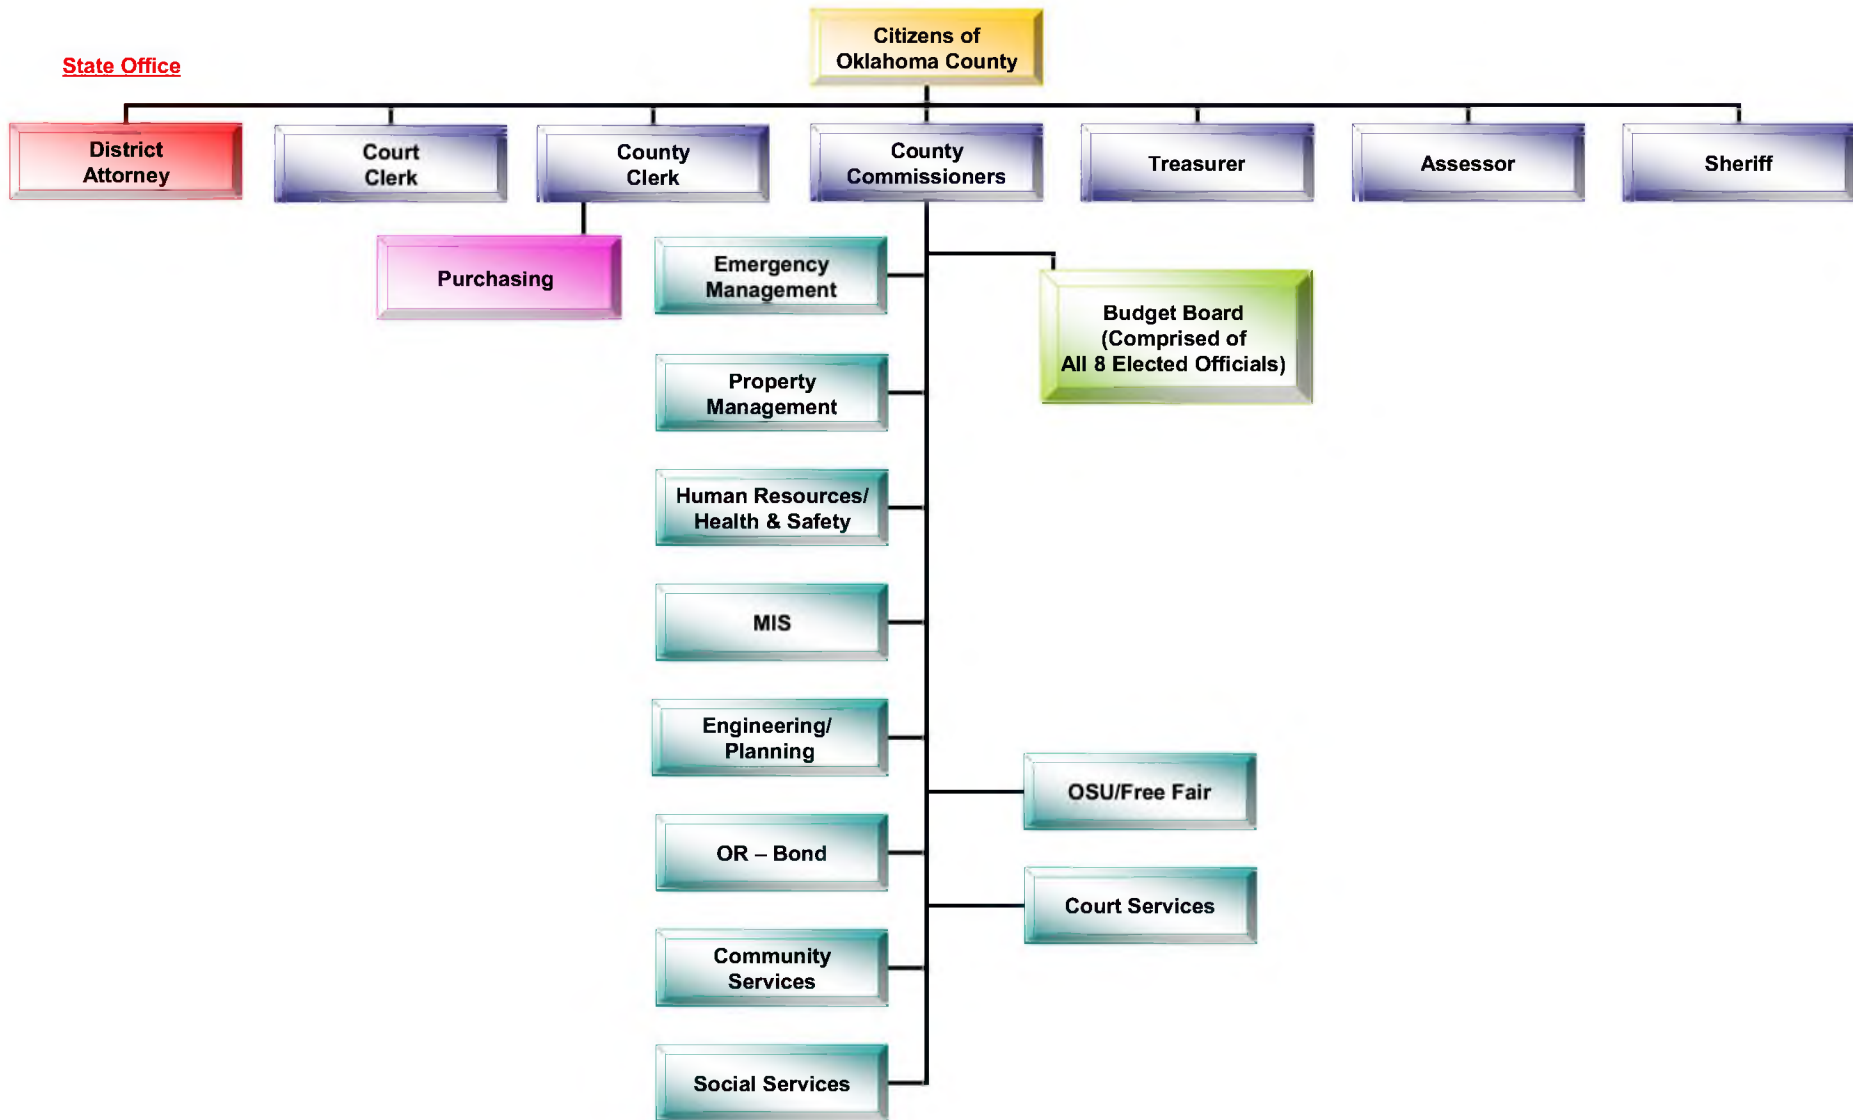 Citizens of
Oklahoma County
State Office
District
Attorney
Court
Clerk
County
Clerk
County
Commissioners
Treasurer
Assessor
Sheriff
Purchasing
Emergency
Management
Budget Board
(Comprised of
All 8 Elected Officials)
Property
Management
Human Resources/
Health & Safety
MIS
Engineering/
Planning
OSU/Free Fair
OR – Bond
Court Services
Community
Services
Social Services